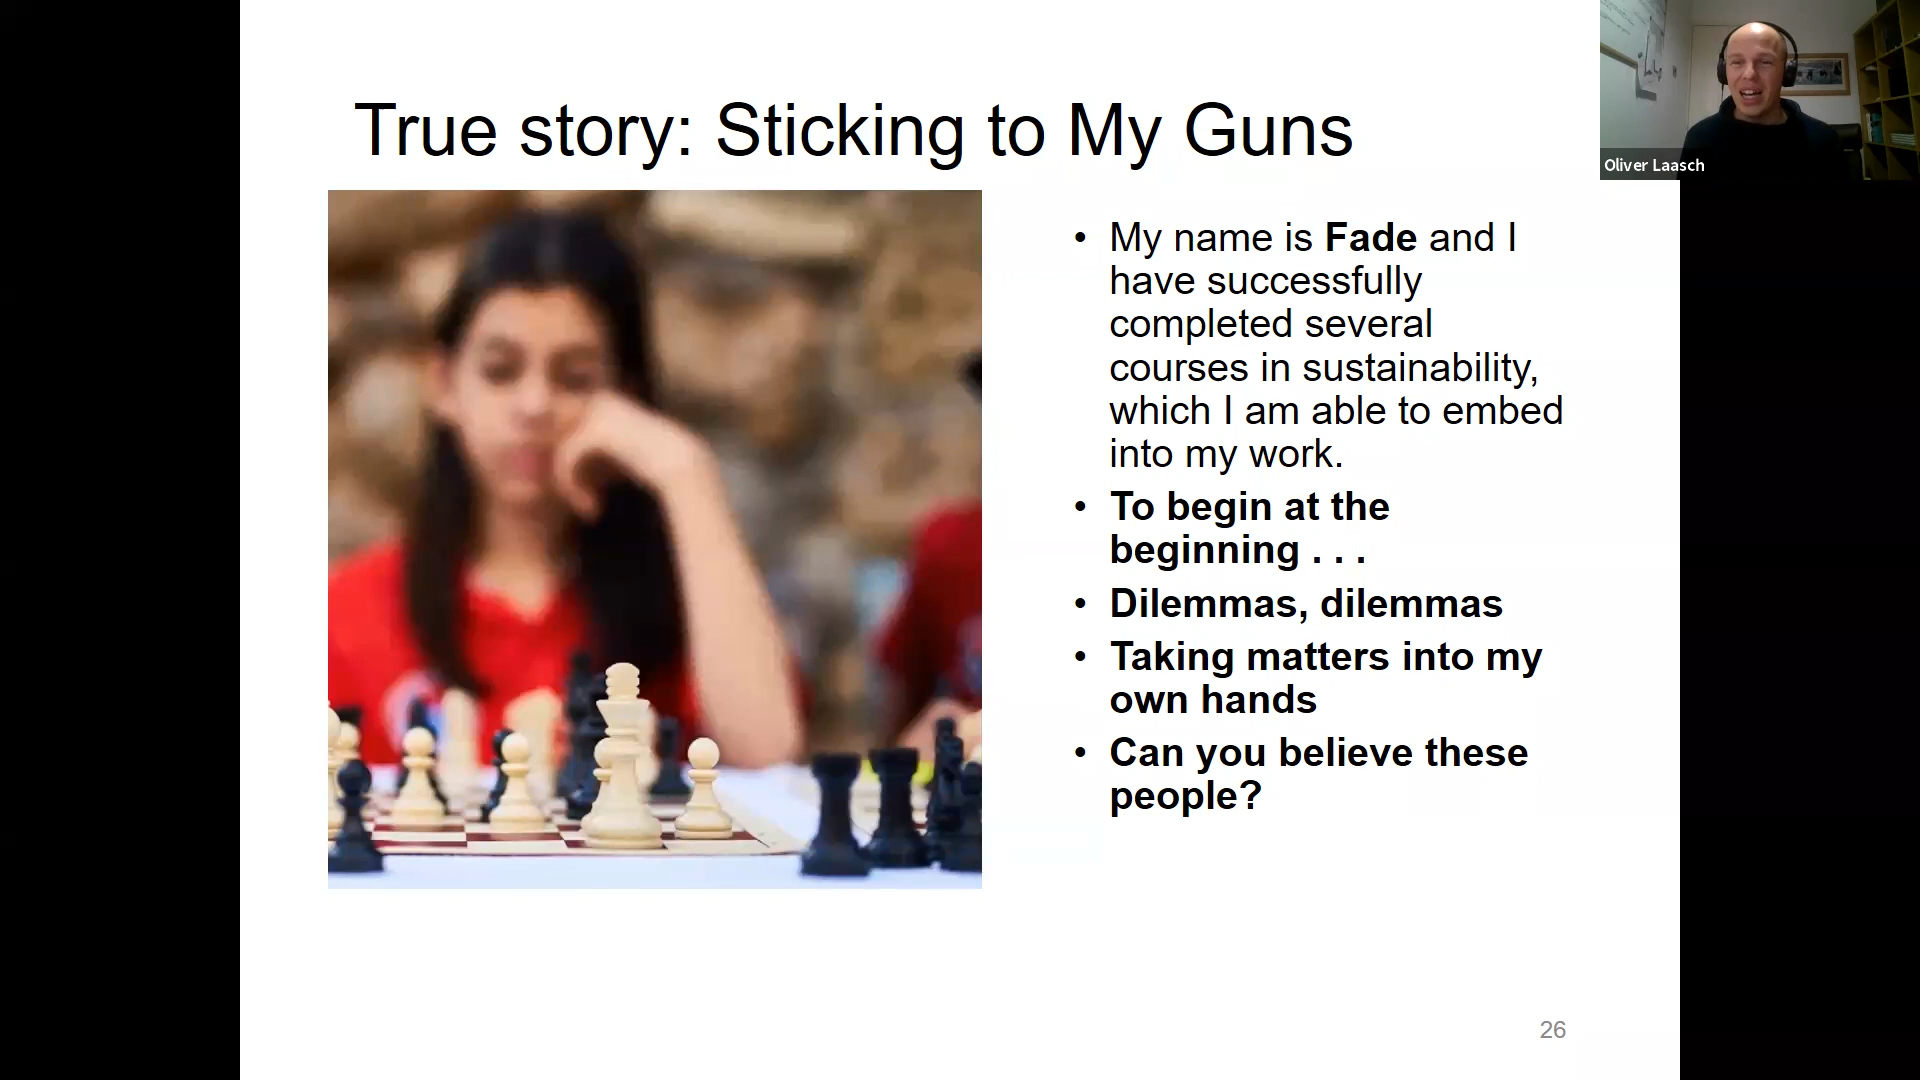 True story: Sticking to My Guns
Oliver Laasch
• My name is Fade and I
have successfully
completed several
courses in sustainability,
which I am able to embed
into my work.
• To begin at the
beginning . . .
• Dilemmas, dilemmas
• Taking matters into my
own hands
• Can you believe these
people?
26